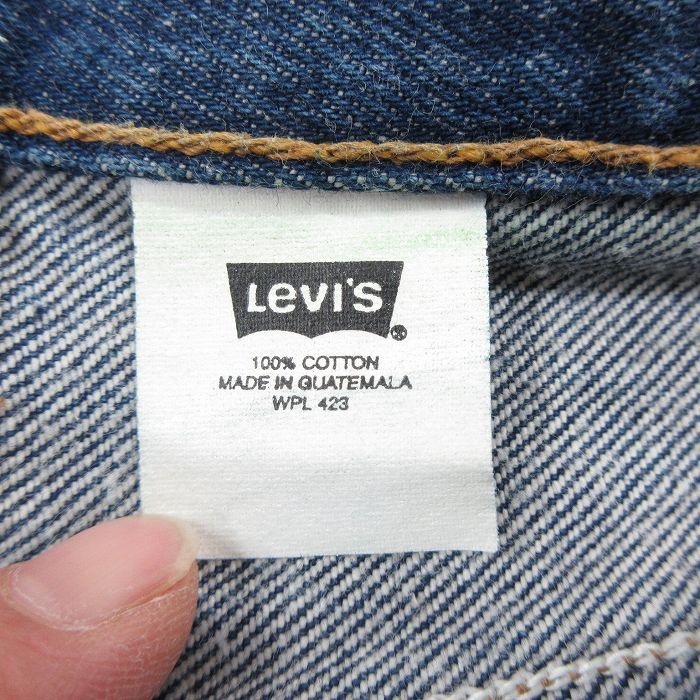 LEVI'S®
100% COTTON
MADE IN GUATEMALA
WPL 423